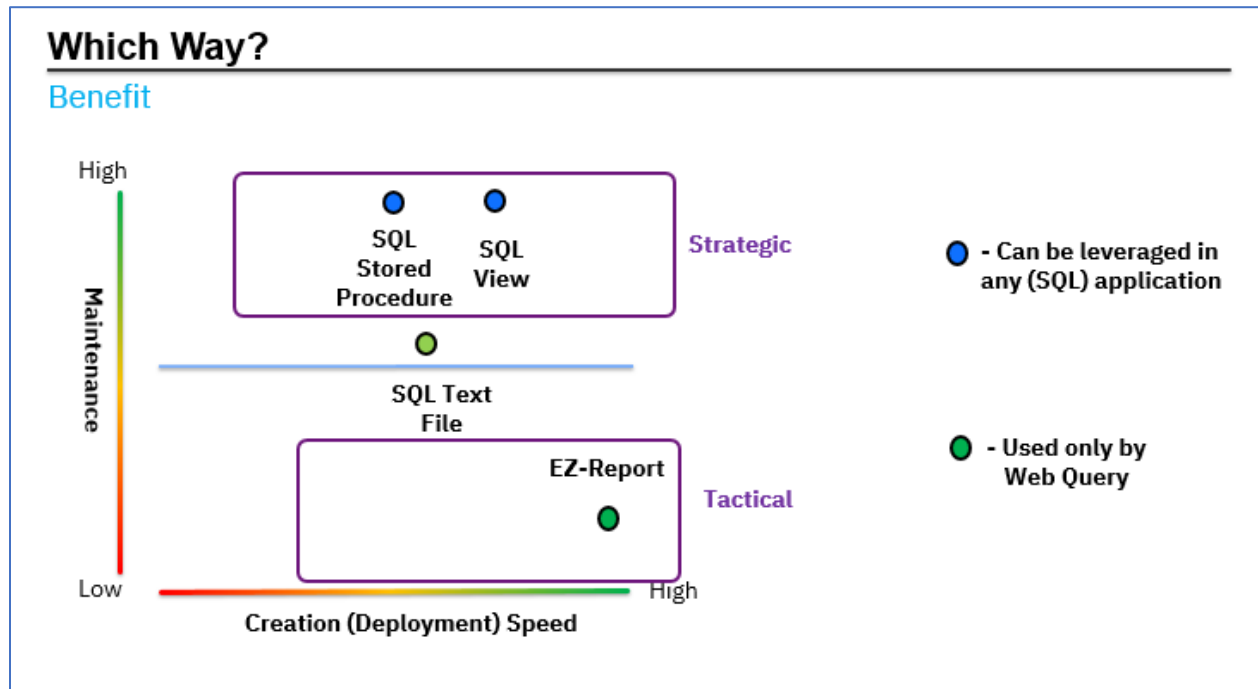 Which Way?
Benefit
High
SQL
Stored
Procedure
SQL
View
Strategic
- Can be leveraged in
any (SQL) application
Maintenance
SQL Text
File
EZ-Report
Tactical
- Used only by
Web Query
Low
High
Creation (Deployment) Speed